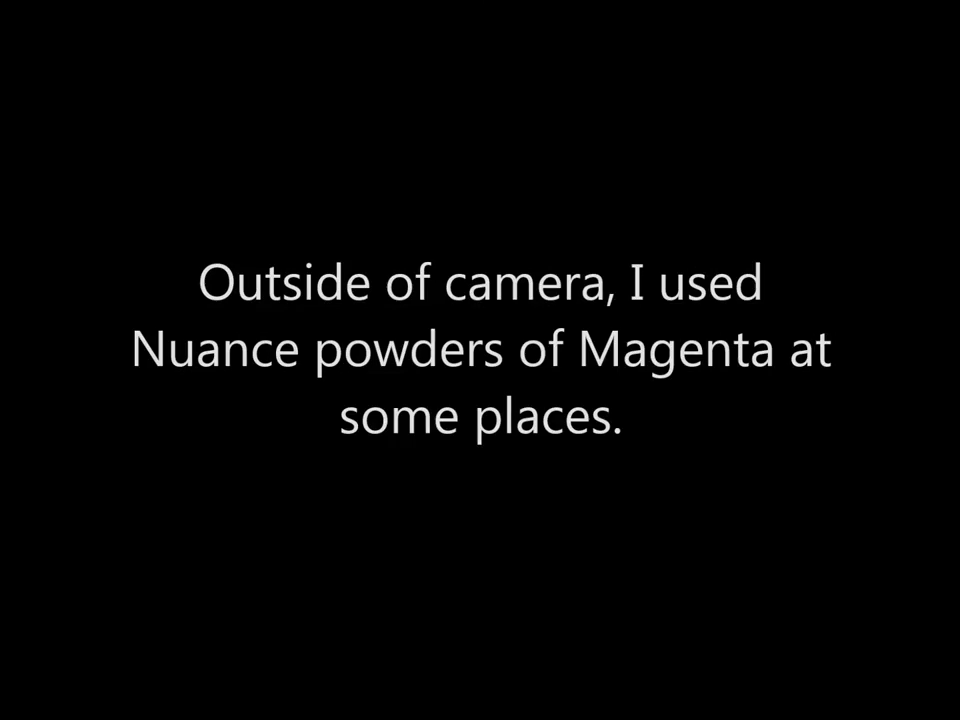 Outside of camera, I used
Nuance powders of Magenta at
some places.